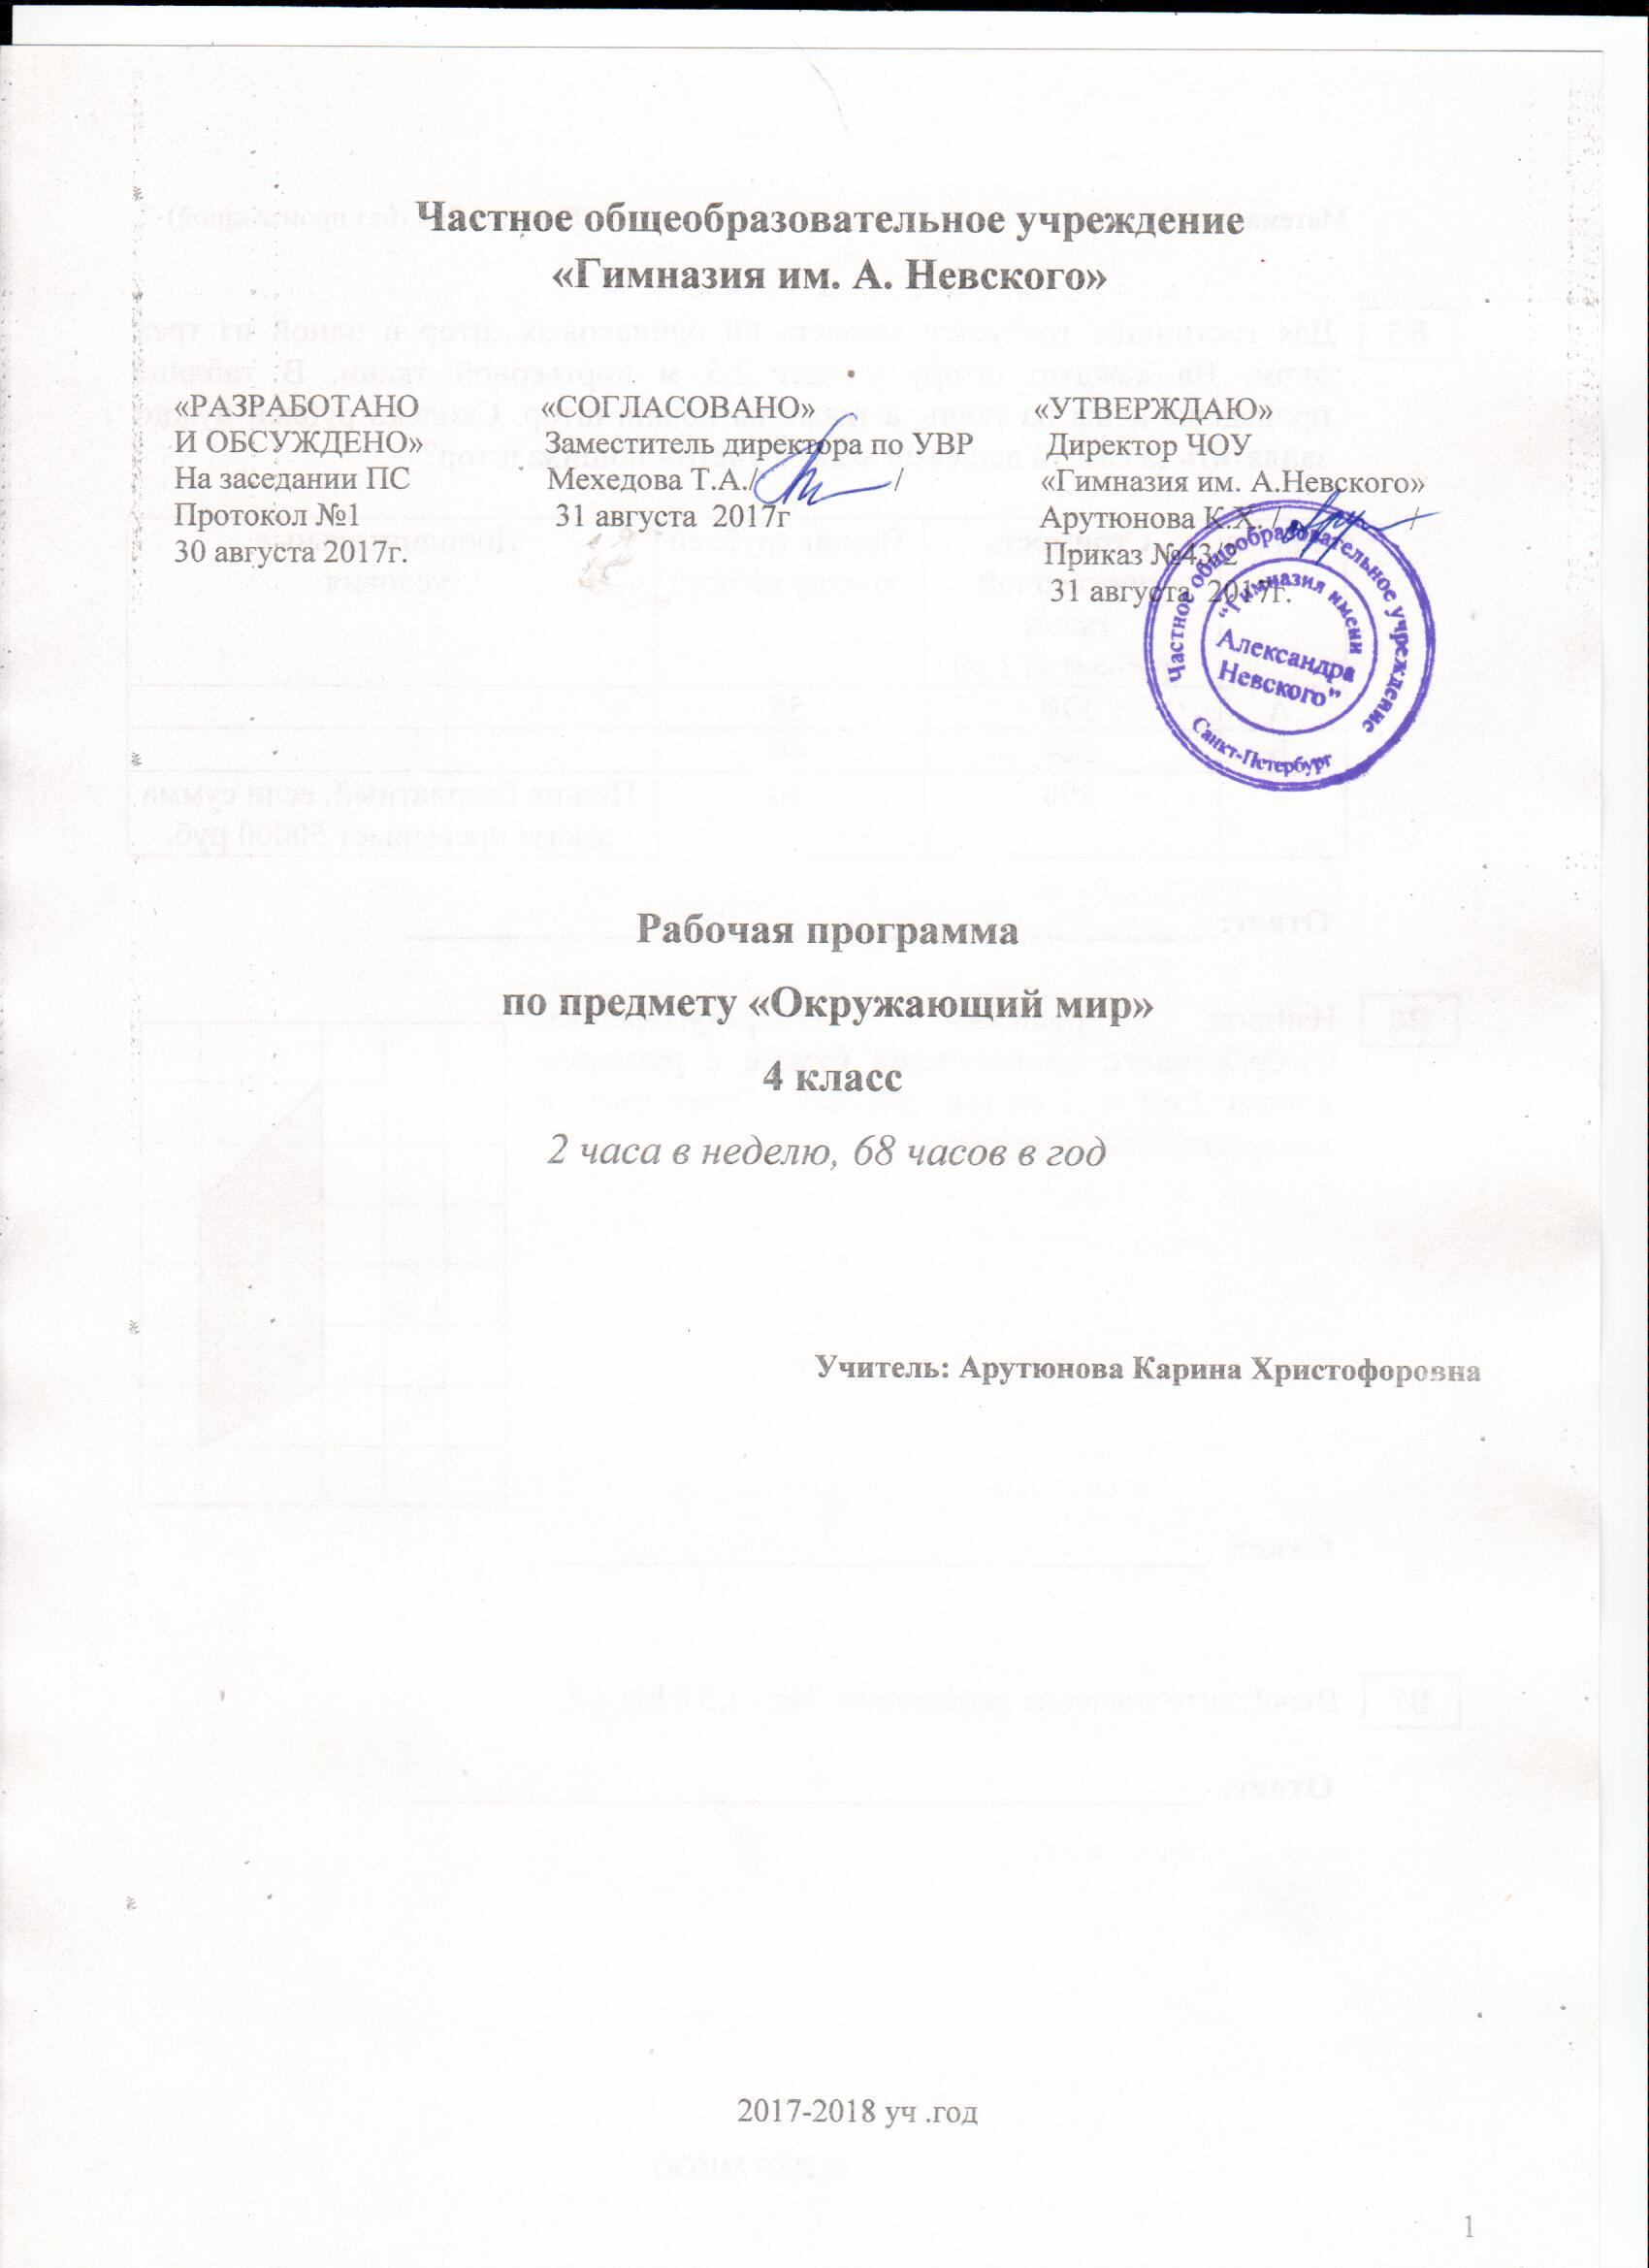 Частное общеобразовательное учреждение
«Гимназия им. А. Невского»
«РАЗРАБОТАНО
И ОБСУЖДЕНО»
На заседании ПС
Протокол №1
30 августа 2017г.
«СОГЛАСОВАНО»
Заместитель директора по УВР
Мехедова Т.А./ /
31 августа 2017г
«УТВЕРЖДАЮ»
Директор ЧОУ
«Гимназия им. А.Невского»
Арутюнова К.Х. / /
Приказ №43/2
31 августа 2017г.
Частное общеобразовательное учреждение
"Гимназия имени
Александра
Невского"
Санкт-Петербург
Рабочая программа
по предмету «Окружающий мир»
4 класс
2 часа в неделю, 68 часов в год
Учитель: Арутюнова Карина Христофоровна
2017-2018 уч .год
1